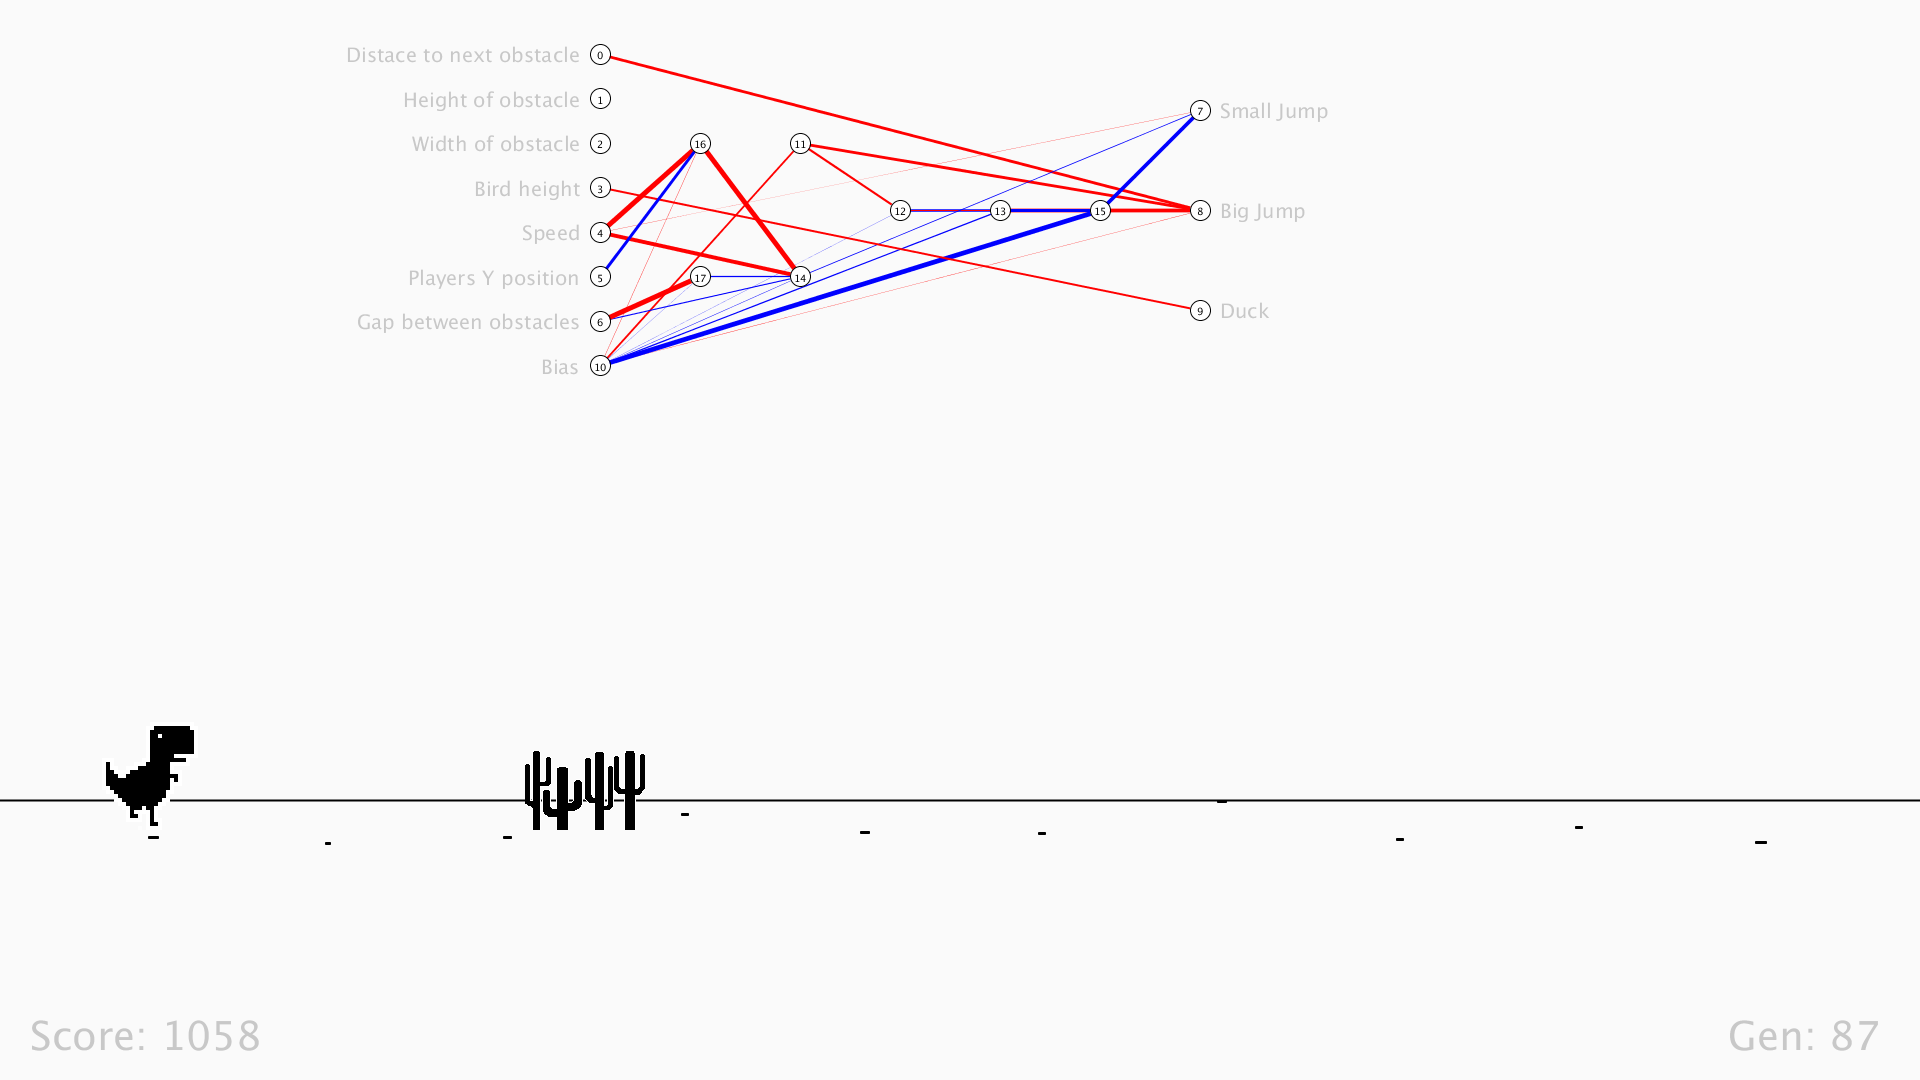 Distace to next obstacle 0
Height of obstacle 1
7 Small Jump
Width of obstacle 2 16 11
Bird height 3
12 13 15 8 Big Jump
Speed 4
Players Y position 5 17 14
9 Duck
Gap between obstacles 6
Bias 10
Score: 1058
Gen: 87